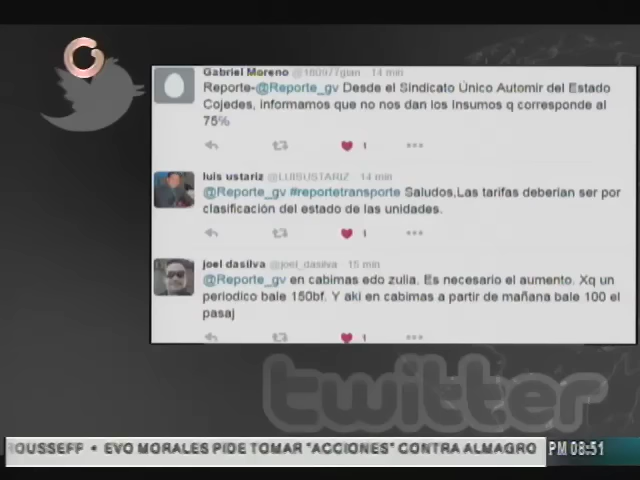 Gabriel Moreno @180977gian 14 min
Reporte-@Reporte_gv Desde el Sindicato Único Automir del Estado
Cojedes, informamos que no nos dan los Insumos q corresponde al
75%
1
luis ustariz @LUISUSTARIZ 14 min
@Reporte_gv #reportetransporte Saludos,Las tarifas deberian ser por
clasificación del estado de las unidades.
1
joel dasilva @joel_dasilva 15 min
@Reporte_gv en cabimas edo zulia. Es necesario el aumento. Xq un
periodico bale 150bf. Y aki en cabimas a partir de mañana bale 100 el
pasaj
1
twitter
ROUSSEFF • EVO MORALES PIDE TOMAR "ACCIONES" CONTRA ALMAGRO PM 08:51